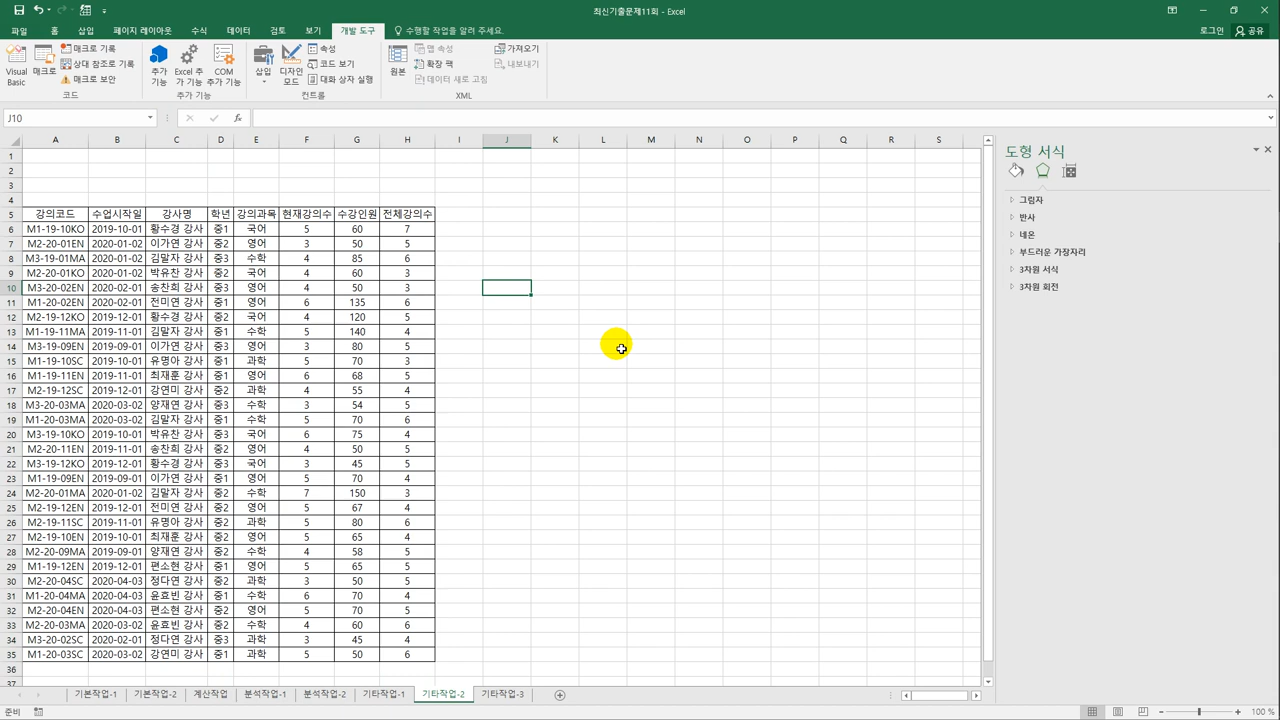 최신기출문제11회 - Excel
파일 홈 삽입 페이지 레이아웃 수식 데이터 검토 보기 개발 도구 수행할 작업을 알려 주세요. 로그인 공유
Visual Basic 매크로 매크로 기록 상대 참조로 기록 매크로 보안 코드
추가 기능 Excel 추가 기능 COM 추가 기능 추가 기능
삽입 디자인 모드 속성 코드 보기 대화 상자 실행 컨트롤
원본 맵 속성 확장 팩 데이터 새로 고침 가져오기 내보내기 XML
J10 fx
A B C D E F G H I J K L M N O P Q R S
1
2
3
4
5 강의코드 수업시작일 강사명 학년 강의과목 현재강의수 수강인원 전체강의수
6 M1-19-10KO 2019-10-01 황수경 강사 중1 국어 5 60 7
7 M2-20-01EN 2020-01-02 이가연 강사 중2 영어 3 50 5
8 M3-19-01MA 2020-01-02 김말자 강사 중3 수학 4 85 6
9 M2-20-01KO 2020-01-02 박유찬 강사 중2 국어 4 60 3
10 M3-20-02EN 2020-02-01 송찬희 강사 중3 영어 4 50 3
11 M1-20-02EN 2020-02-01 전미연 강사 중1 영어 6 135 6
12 M2-19-12KO 2019-12-01 황수경 강사 중2 국어 4 120 5
13 M1-19-11MA 2019-11-01 김말자 강사 중1 수학 5 140 4
14 M3-19-09EN 2019-09-01 이가연 강사 중3 영어 3 80 5
15 M1-19-10SC 2019-10-01 유명아 강사 중1 과학 5 70 3
16 M1-19-11EN 2019-11-01 최재훈 강사 중1 영어 6 68 5
17 M2-19-12SC 2019-12-01 강연미 강사 중2 과학 4 55 4
18 M3-20-03MA 2020-03-02 양재연 강사 중3 수학 3 54 5
19 M1-20-03MA 2020-03-02 김말자 강사 중1 수학 5 70 6
20 M3-19-10KO 2019-10-01 박유찬 강사 중3 국어 6 75 4
21 M2-20-11EN 2019-11-01 송찬희 강사 중2 영어 4 50 5
22 M3-19-12KO 2019-12-01 황수경 강사 중3 국어 3 45 5
23 M1-19-09EN 2019-09-01 이가연 강사 중1 영어 5 70 4
24 M2-20-01MA 2020-01-02 김말자 강사 중2 수학 7 150 3
25 M2-19-12EN 2019-12-01 전미연 강사 중2 영어 5 67 4
26 M2-19-11SC 2019-11-01 유명아 강사 중2 과학 5 80 6
27 M2-19-10EN 2019-10-01 최재훈 강사 중2 영어 5 65 4
28 M2-20-09MA 2019-09-01 양재연 강사 중2 수학 4 58 5
29 M1-19-12EN 2019-12-01 편소현 강사 중1 영어 5 65 5
30 M2-20-04SC 2020-04-03 정다연 강사 중2 과학 3 50 5
31 M1-20-04MA 2020-04-03 윤효빈 강사 중1 수학 6 70 4
32 M2-20-04EN 2020-04-03 편소현 강사 중2 영어 5 70 5
33 M2-20-03MA 2020-03-02 윤효빈 강사 중2 수학 4 60 6
34 M3-20-02SC 2020-02-01 정다연 강사 중3 과학 3 45 4
35 M1-20-03SC 2020-03-02 강연미 강사 중1 과학 5 50 6
36
37
도형 서식
그림자
반사
네온
부드러운 가장자리
3차원 서식
3차원 회전
기본작업-1 기본작업-2 계산작업 분석작업-1 분석작업-2 기타작업-1 기타작업-2 기타작업-3
준비 100 %